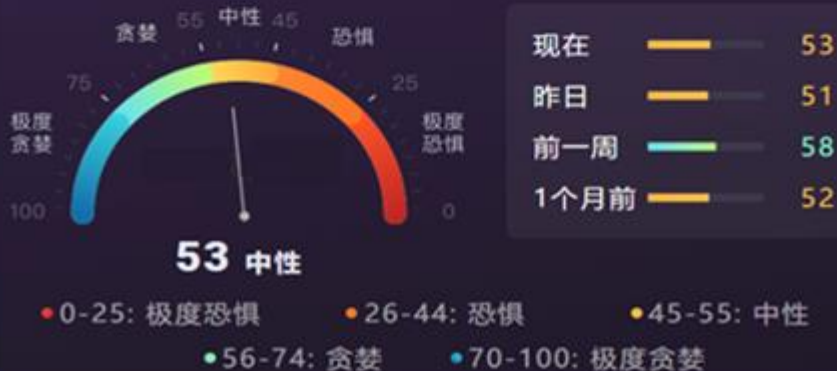 贪婪 55 中性 45 恐惧
75 25
极度贪婪
极度恐惧
100 0
53 中性
现在 53
昨日 51
前一周 58
1个月前 52
0-25: 极度恐惧 26-44: 恐惧 45-55: 中性
56-74: 贪婪 70-100: 极度贪婪